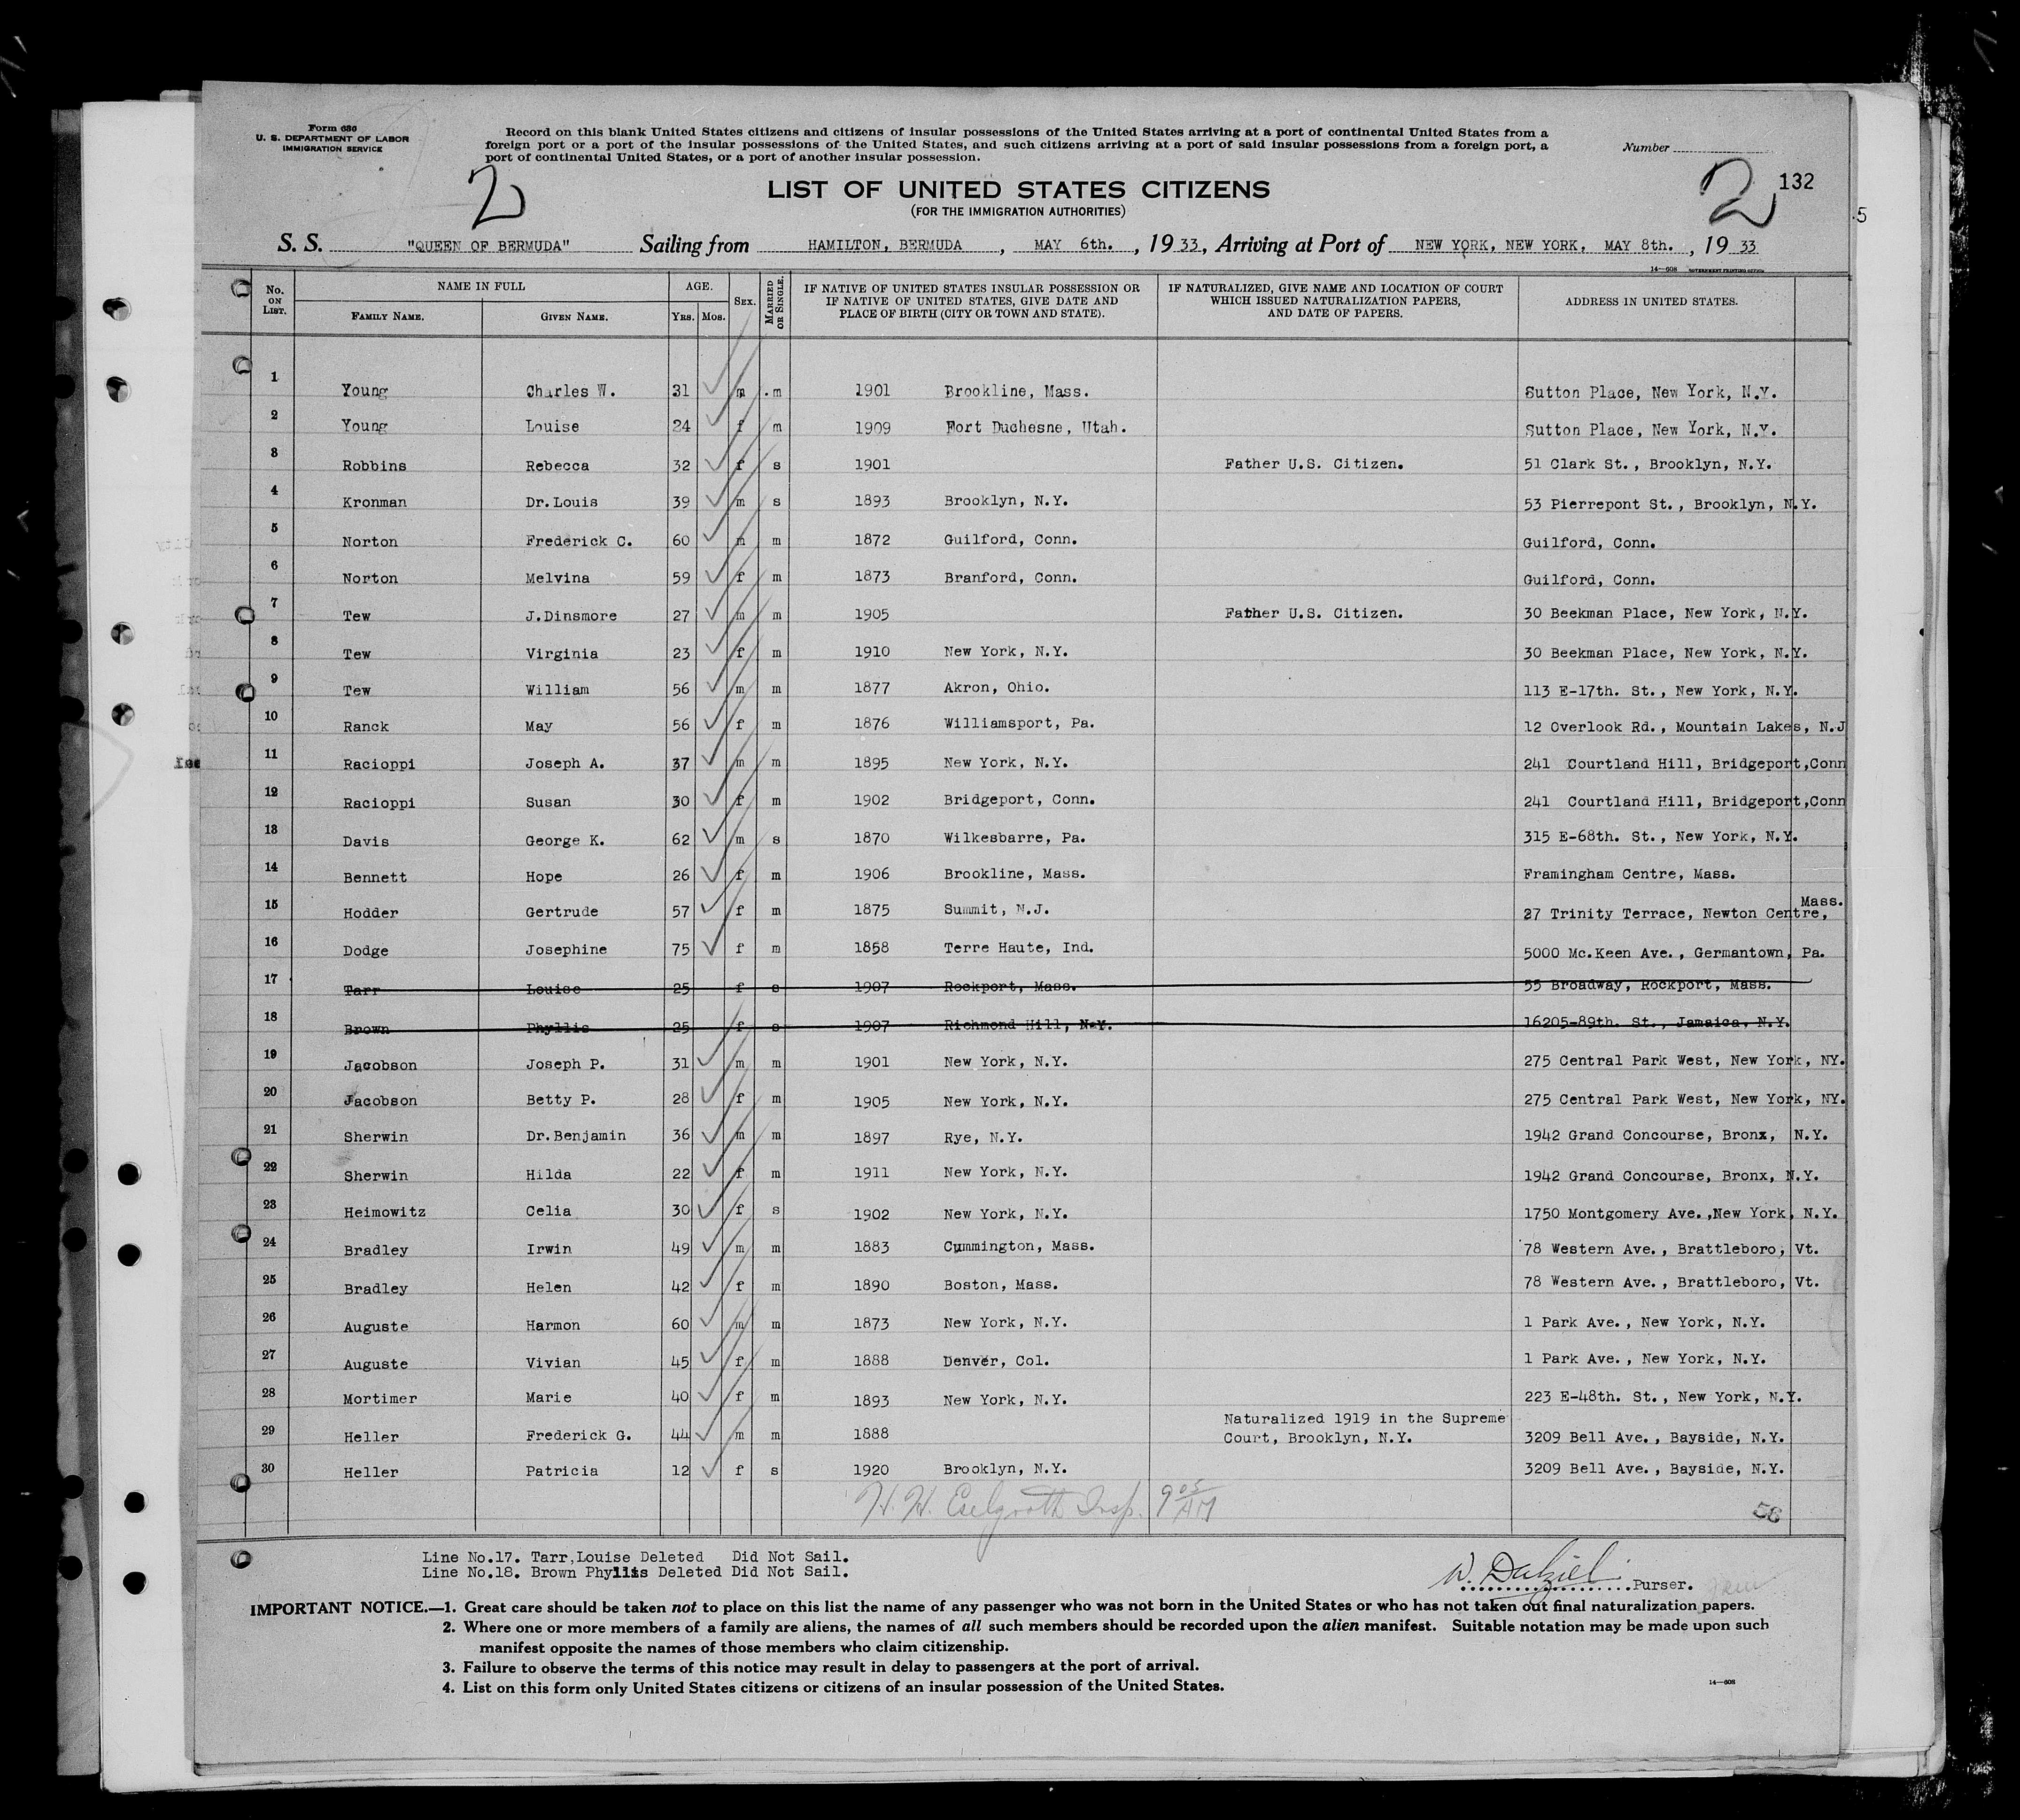 Form 630
U. S. DEPARTMENT OF LABOR
IMMIGRATION SERVICE
Record on this blank United States citizens and citizens of insular possessions of the United States arriving at a port of continental United States from a
foreign port or a port of the insular possessions of the United States, and such citizens arriving at a port of said insular possessions from a foreign port, a
port of continental United States, or a port of another insular possession.
Number
2
LIST OF UNITED STATES CITIZENS
(FOR THE IMMIGRATION AUTHORITIES)
2 132
5
S. S. "QUEEN OF BERMUDA" Sailing from HAMILTON, BERMUDA, MAY 6th., 1933, Arriving at Port of NEW YORK, NEW YORK, MAY 8th., 1933
14—608 GOVERNMENT PRINTING OFFICE
No. ON LIST. NAME IN FULL FAMILY NAME. GIVEN NAME. AGE. YRS. MOS. SEX. MARRIED OR SINGLE. IF NATIVE OF UNITED STATES INSULAR POSSESSION OR IF NATIVE OF UNITED STATES, GIVE DATE AND PLACE OF BIRTH (CITY OR TOWN AND STATE). IF NATURALIZED, GIVE NAME AND LOCATION OF COURT WHICH ISSUED NATURALIZATION PAPERS, AND DATE OF PAPERS. ADDRESS IN UNITED STATES.
1 Young Charles W. 31 m m 1901 Brookline, Mass. Sutton Place, New York, N.Y.
2 Young Louise 24 f m 1909 Fort Duchesne, Utah. Sutton Place, New York, N.Y.
3 Robbins Rebecca 32 f s 1901 Father U.S. Citizen. 51 Clark St., Brooklyn, N.Y.
4 Kronman Dr.Louis 39 m s 1893 Brooklyn, N.Y. 53 Pierrepont St., Brooklyn, N.Y.
5 Norton Frederick C. 60 m m 1872 Guilford, Conn. Guilford, Conn.
6 Norton Melvina 59 f m 1873 Branford, Conn. Guilford, Conn.
7 Tew J.Dinsmore 27 m m 1905 Father U.S. Citizen. 30 Beekman Place, New York, N.Y.
8 Tew Virginia 23 f m 1910 New York, N.Y. 30 Beekman Place, New York, N.Y.
9 Tew William 56 m m 1877 Akron, Ohio. 113 E-17th. St., New York, N.Y.
10 Ranck May 56 f m 1876 Williamsport, Pa. 12 Overlook Rd., Mountain Lakes, N.J
11 Racioppi Joseph A. 37 m m 1895 New York, N.Y. 241 Courtland Hill, Bridgeport,Conn
12 Racioppi Susan 30 f m 1902 Bridgeport, Conn. 241 Courtland Hill, Bridgeport,Conn
13 Davis George K. 62 m s 1870 Wilkesbarre, Pa. 315 E-68th. St., New York, N.Y.
14 Bennett Hope 26 f m 1906 Brookline, Mass. Framingham Centre, Mass.
15 Hodder Gertrude 57 f m 1875 Summit, N.J. 27 Trinity Terrace, Newton Centre, Mass.
16 Dodge Josephine 75 f m 1858 Terre Haute, Ind. 5000 Mc.Keen Ave., Germantown, Pa.
17 Tarr Louise 25 f s 1907 Rockport, Mass. 55 Broadway, Rockport, Mass.
18 Brown Phyllis 25 f s 1907 Richmond Hill, N.Y. 16205-89th. St., Jamaica, N.Y.
19 Jacobson Joseph P. 31 m m 1901 New York, N.Y. 275 Central Park West, New York, NY.
20 Jacobson Betty P. 28 f m 1905 New York, N.Y. 275 Central Park West, New York, NY.
21 Sherwin Dr.Benjamin 36 m m 1897 Rye, N.Y. 1942 Grand Concourse, Bronx, N.Y.
22 Sherwin Hilda 22 f m 1911 New York, N.Y. 1942 Grand Concourse, Bronx, N.Y.
23 Heimowitz Celia 30 f s 1902 New York, N.Y. 1750 Montgomery Ave.,New York, N.Y.
24 Bradley Irwin 49 m m 1883 Cummington, Mass. 78 Western Ave., Brattleboro, Vt.
25 Bradley Helen 42 f m 1890 Boston, Mass. 78 Western Ave., Brattleboro, Vt.
26 Auguste Harmon 60 m m 1873 New York, N.Y. 1 Park Ave., New York, N.Y.
27 Auguste Vivian 45 f m 1888 Denver, Col. 1 Park Ave., New York, N.Y.
28 Mortimer Marie 40 f m 1893 New York, N.Y. 223 E-48th. St., New York, N.Y.
29 Heller Frederick G. 44 m m 1888 Naturalized 1919 in the Supreme Court, Brooklyn, N.Y. 3209 Bell Ave., Bayside, N.Y.
30 Heller Patricia 12 f s 1920 Brooklyn, N.Y. 3209 Bell Ave., Bayside, N.Y.
H. H. Eselgroth Insp. 9 05 AM
58
Line No.17. Tarr,Louise Deleted Did Not Sail.
Line No.18. Brown Phyllis Deleted Did Not Sail.
W. Dalziel Purser.
IMPORTANT NOTICE.—1. Great care should be taken not to place on this list the name of any passenger who was not born in the United States or who has not taken out final naturalization papers.
2. Where one or more members of a family are aliens, the names of all such members should be recorded upon the alien manifest. Suitable notation may be made upon such
manifest opposite the names of those members who claim citizenship.
3. Failure to observe the terms of this notice may result in delay to passengers at the port of arrival.
4. List on this form only United States citizens or citizens of an insular possession of the United States.
14—608